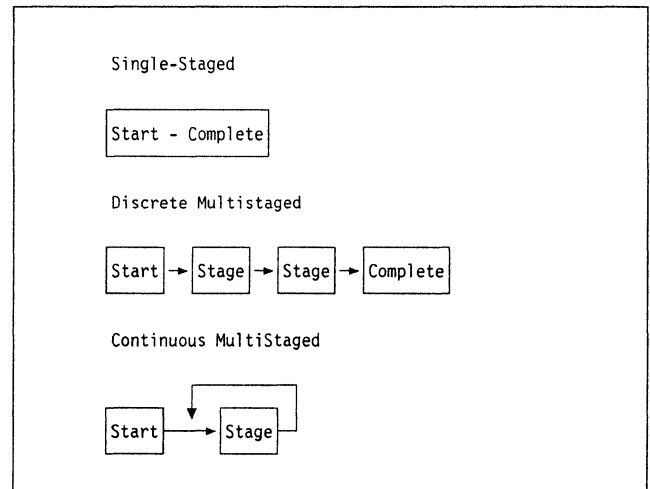 Single-Staged
Start - Complete
Discrete Multistaged
Start Stage Stage Complete
Continuous MultiStaged
Start Stage